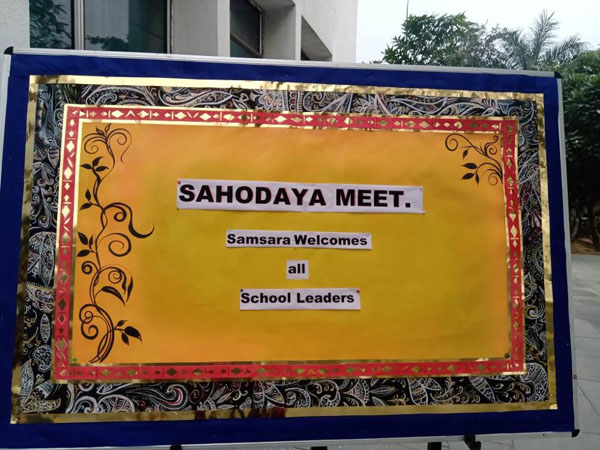 SAHODAYA MEET.
Samsara Welcomes
all
School Leaders